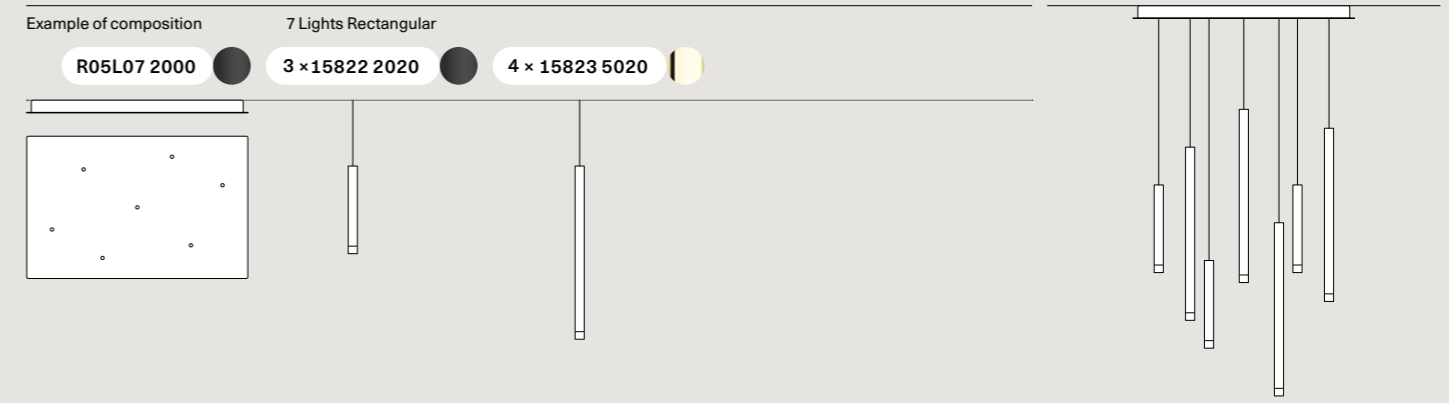 Example of composition 7 Lights Rectangular
R05L07 2000 3 ×15822 2020 4 × 15823 5020